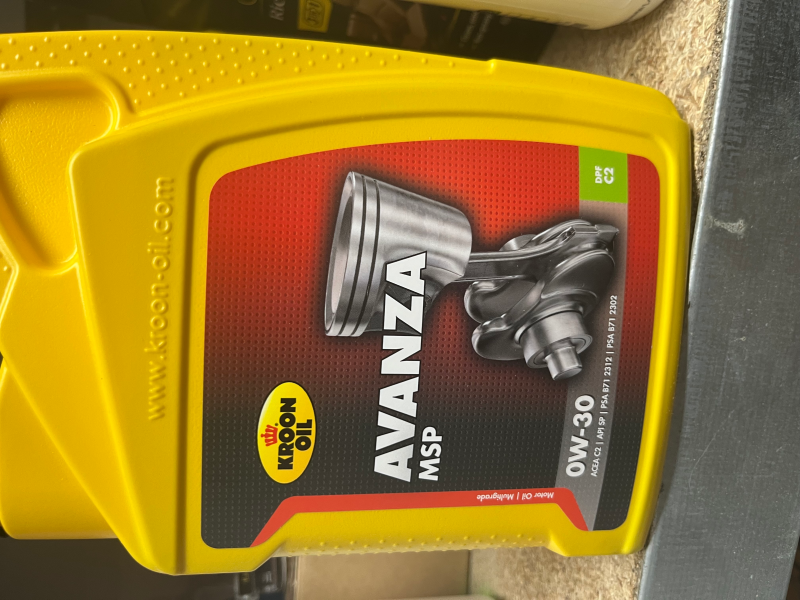 www.kroon-oil.com
KROON
OIL
AVANZA
MSP
0W-30
ACEA C2 | API SP | PSA B71 2312 | PSA B71 2302
DPF
C2
Motor Oil | Multigrade